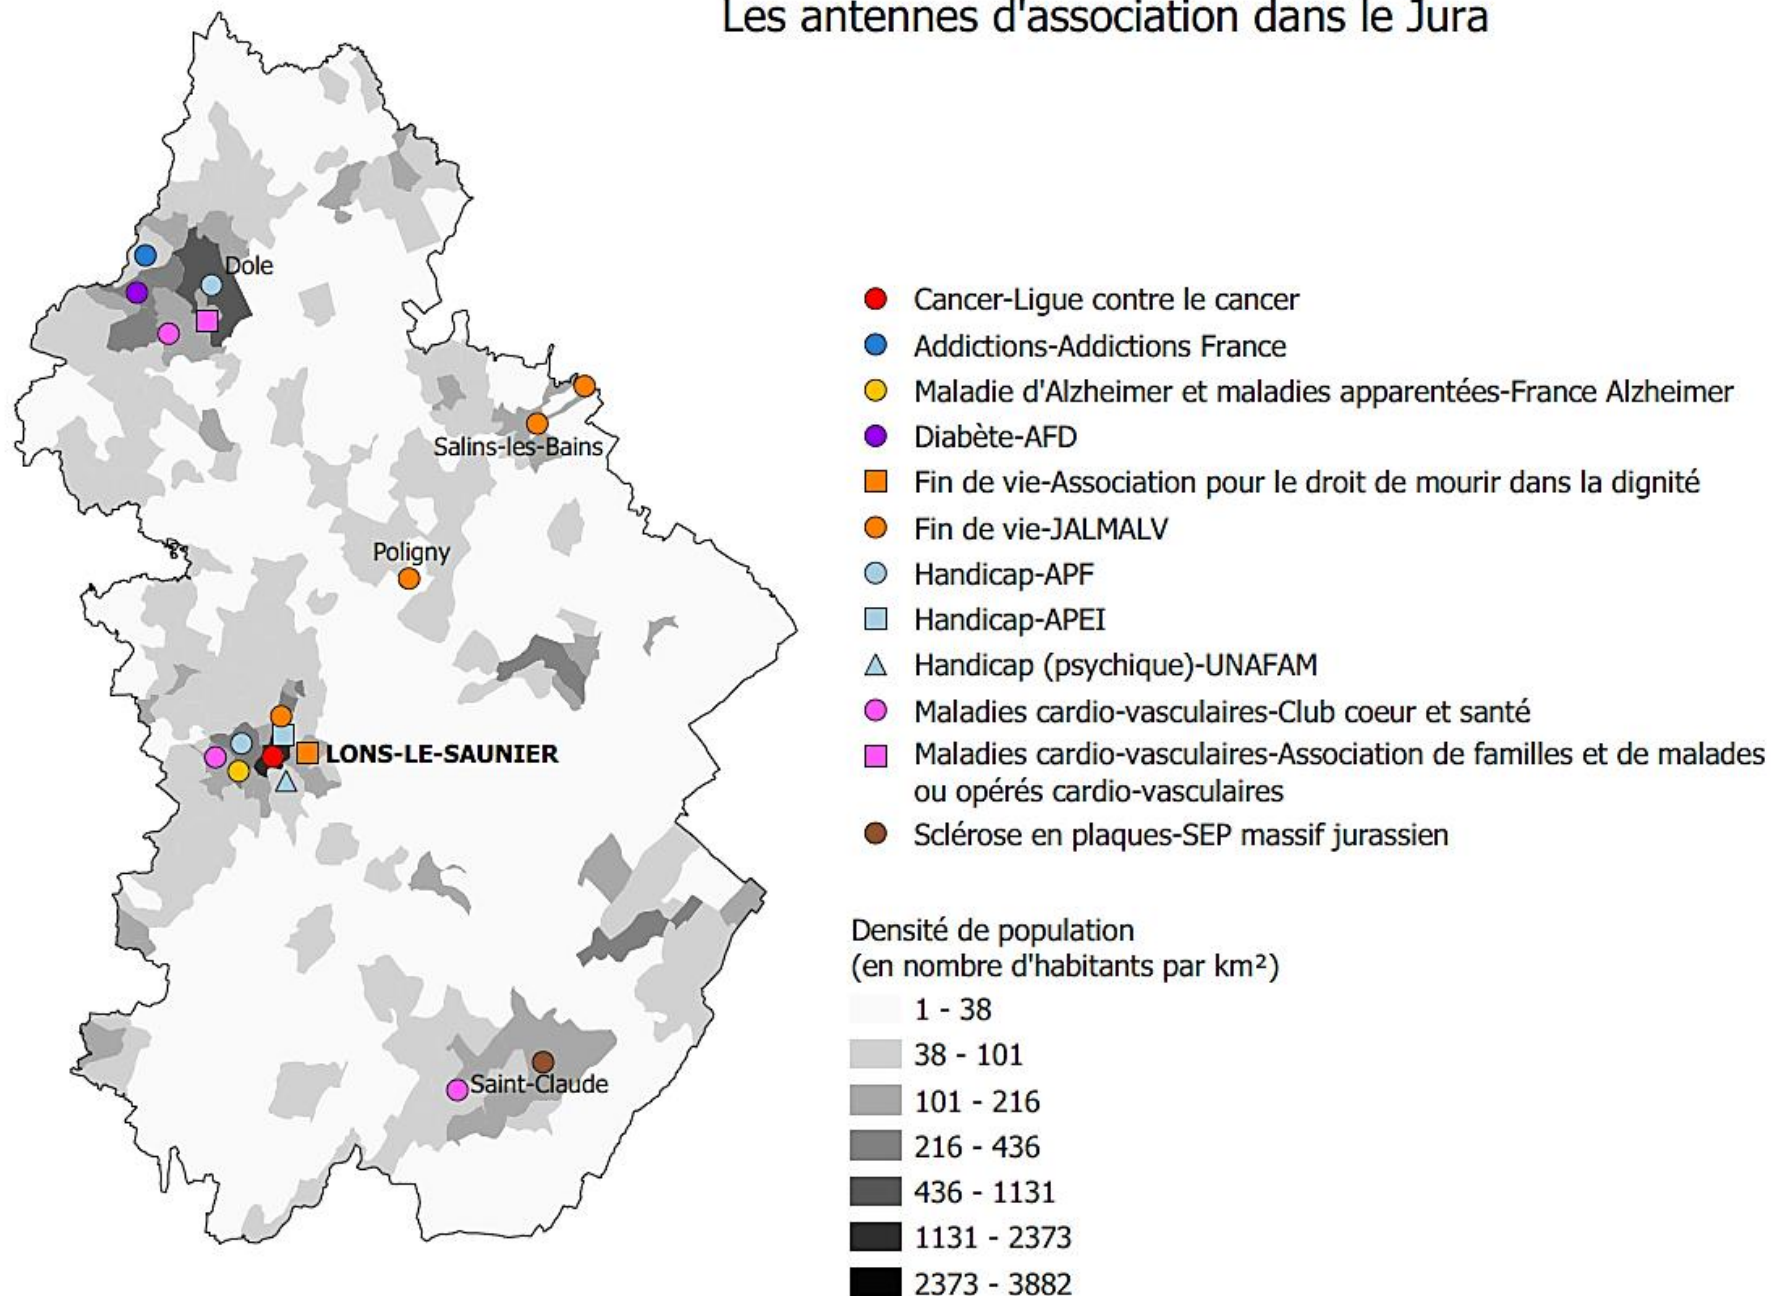 Les antennes d'association dans le Jura
Dole
Salins-les-Bains
Poligny
LONS-LE-SAUNIER
Saint-Claude
Cancer-Ligue contre le cancer
Addictions-Addictions France
Maladie d'Alzheimer et maladies apparentées-France Alzheimer
Diabète-AFD
Fin de vie-Association pour le droit de mourir dans la dignité
Fin de vie-JALMALV
Handicap-APF
Handicap-APEI
Handicap (psychique)-UNAFAM
Maladies cardio-vasculaires-Club coeur et santé
Maladies cardio-vasculaires-Association de familles et de malades
ou opérés cardio-vasculaires
Sclérose en plaques-SEP massif jurassien
Densité de population
(en nombre d'habitants par km²)
1 - 38
38 - 101
101 - 216
216 - 436
436 - 1131
1131 - 2373
2373 - 3882